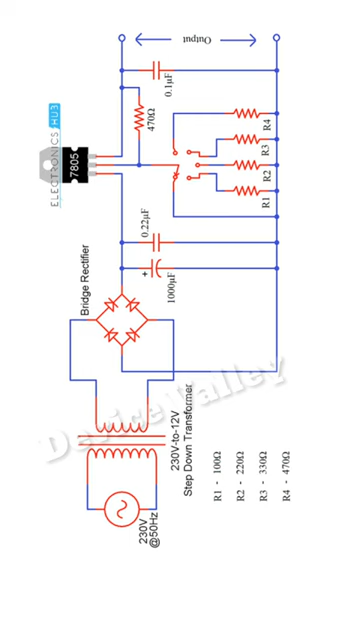 Output
0.1µF
470Ω
R4
R3
R2
R1
ELECTRONICS HUB
7805
0.22µF
+
1000µF
Bridge Rectifier
230V-to-12V
Step Down Transformer
230V
@50Hz
R1 - 100Ω
R2 - 220Ω
R3 - 330Ω
R4 - 470Ω
DeviceValley